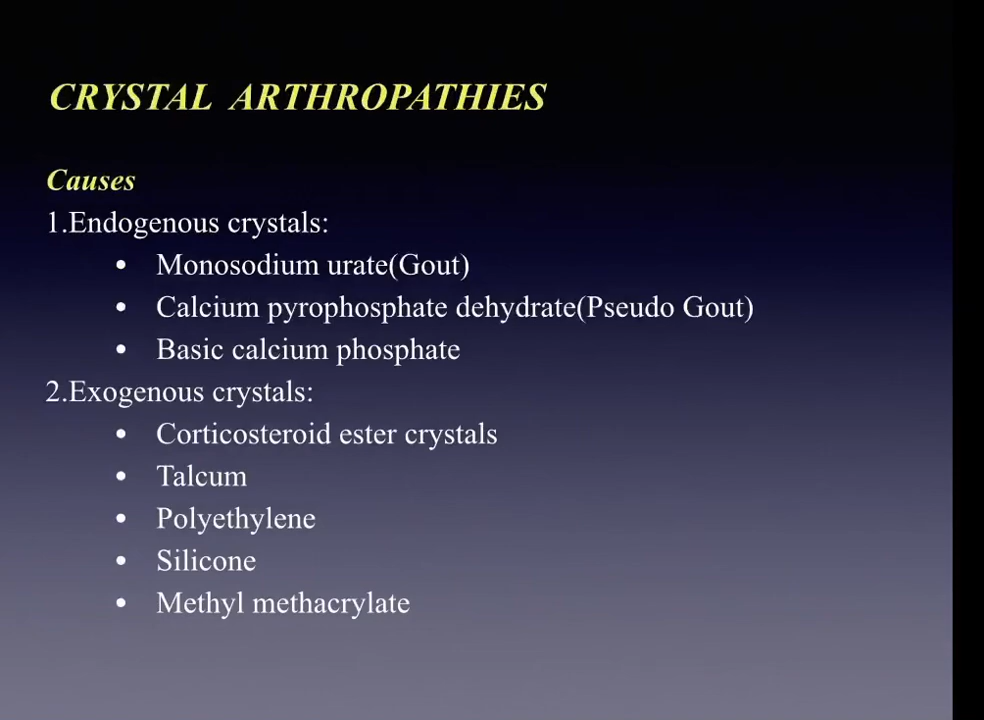 CRYSTAL ARTHROPATHIES
Causes
1.Endogenous crystals:
• Monosodium urate(Gout)
• Calcium pyrophosphate dehydrate(Pseudo Gout)
• Basic calcium phosphate
2.Exogenous crystals:
• Corticosteroid ester crystals
• Talcum
• Polyethylene
• Silicone
• Methyl methacrylate